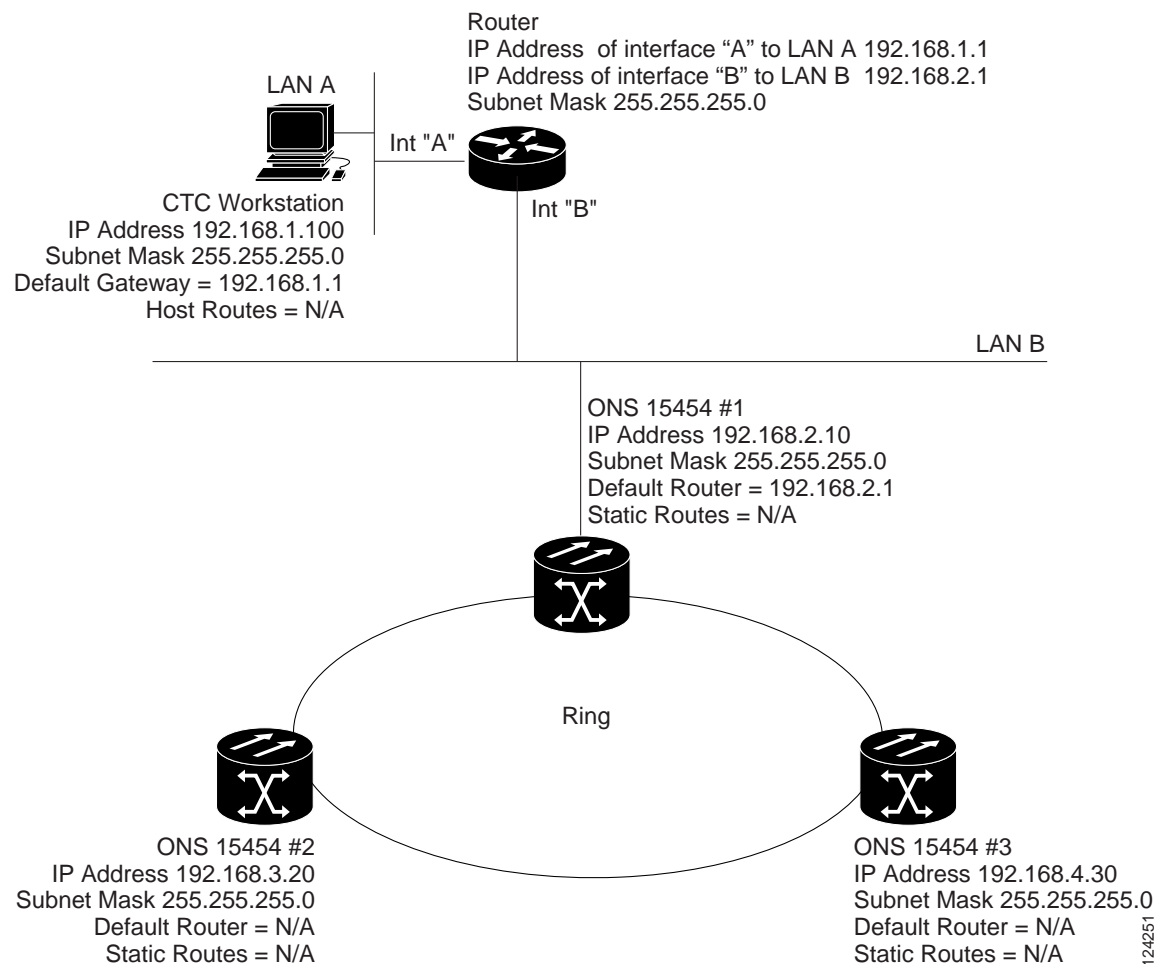 Router
IP Address  of interface “A” to LAN A 192.168.1.1
IP Address of interface “B” to LAN B  192.168.2.1
Subnet Mask 255.255.255.0
LAN A
Int "A"
CTC Workstation
IP Address 192.168.1.100
Subnet Mask 255.255.255.0
Default Gateway = 192.168.1.1
Host Routes = N/A
Int "B"
LAN B
ONS 15454 #1
IP Address 192.168.2.10
Subnet Mask 255.255.255.0
Default Router = 192.168.2.1
Static Routes = N/A
Ring
ONS 15454 #2
IP Address 192.168.3.20
Subnet Mask 255.255.255.0
Default Router = N/A
Static Routes = N/A
ONS 15454 #3
IP Address 192.168.4.30
Subnet Mask 255.255.255.0
Default Router = N/A
Static Routes = N/A
124251